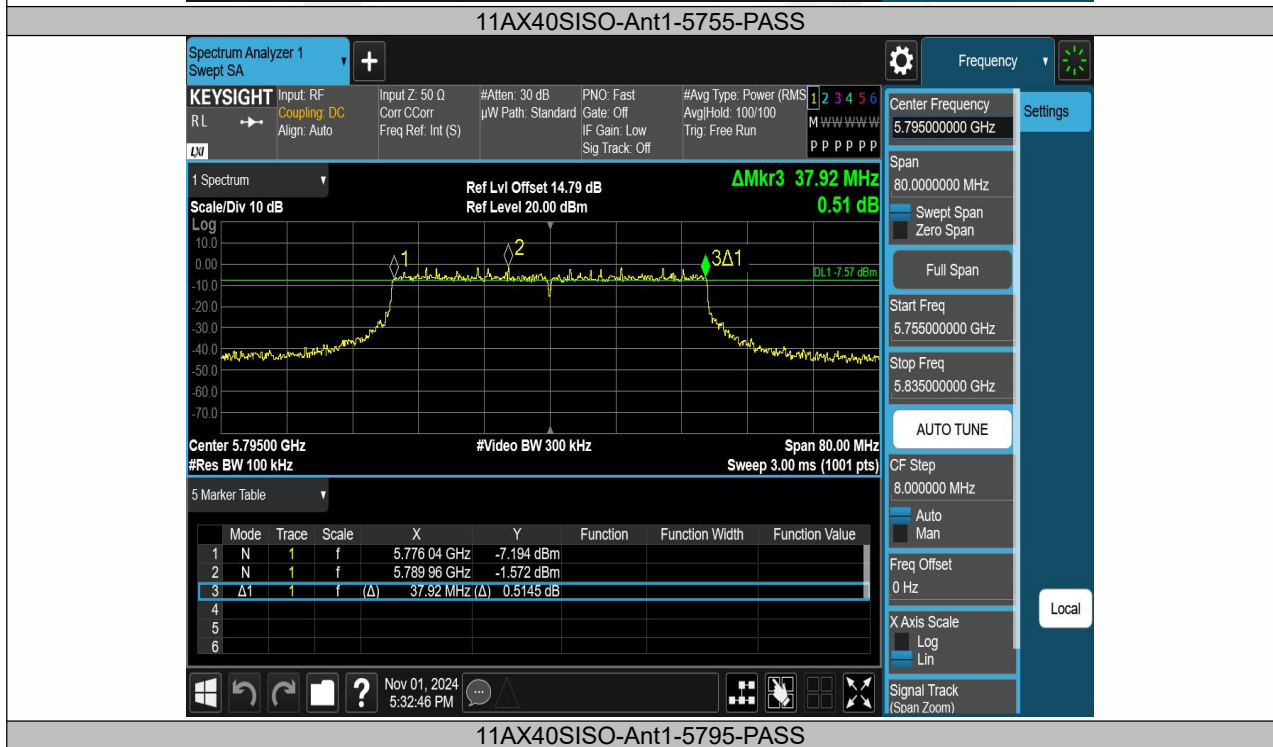 11AX40SISO-Ant1-5755-PASS
Spectrum Analyzer 1
Swept SA
+
Frequency
KEYSIGHT
RL
LXI
Input: RF
Coupling: DC
Align: Auto
Input Z: 50 Ω
Corr CCorr
Freq Ref: Int (S)
#Atten: 30 dB
µW Path: Standard
PNO: Fast
Gate: Off
IF Gain: Low
Sig Track: Off
#Avg Type: Power (RMS
Avg|Hold: 100/100
Trig: Free Run
1 2 3 4 5 6
M W W W W W
P P P P P P
1 Spectrum
Scale/Div 10 dB
Ref Lvl Offset 14.79 dB
Ref Level 20.00 dBm
ΔMkr3 37.92 MHz
0.51 dB
Log
10.0
0.00
-10.0
-20.0
-30.0
-40.0
-50.0
-60.0
-70.0
1
2
3Δ1
DL1 -7.57 dBm
Center 5.79500 GHz
#Video BW 300 kHz
Span 80.00 MHz
#Res BW 100 kHz
Sweep 3.00 ms (1001 pts)
5 Marker Table
Mode Trace Scale X Y Function Function Width Function Value
1 N 1 f 5.776 04 GHz -7.194 dBm
2 N 1 f 5.789 96 GHz -1.572 dBm
3 Δ1 1 f (Δ) 37.92 MHz (Δ) 0.5145 dB
4
5
6
?
Nov 01, 2024
5:32:46 PM
Center Frequency
5.795000000 GHz
Settings
Span
80.0000000 MHz
Swept Span
Zero Span
Full Span
Start Freq
5.755000000 GHz
Stop Freq
5.835000000 GHz
AUTO TUNE
CF Step
8.000000 MHz
Auto
Man
Freq Offset
0 Hz
Local
X Axis Scale
Log
Lin
Signal Track
(Span Zoom)
11AX40SISO-Ant1-5795-PASS